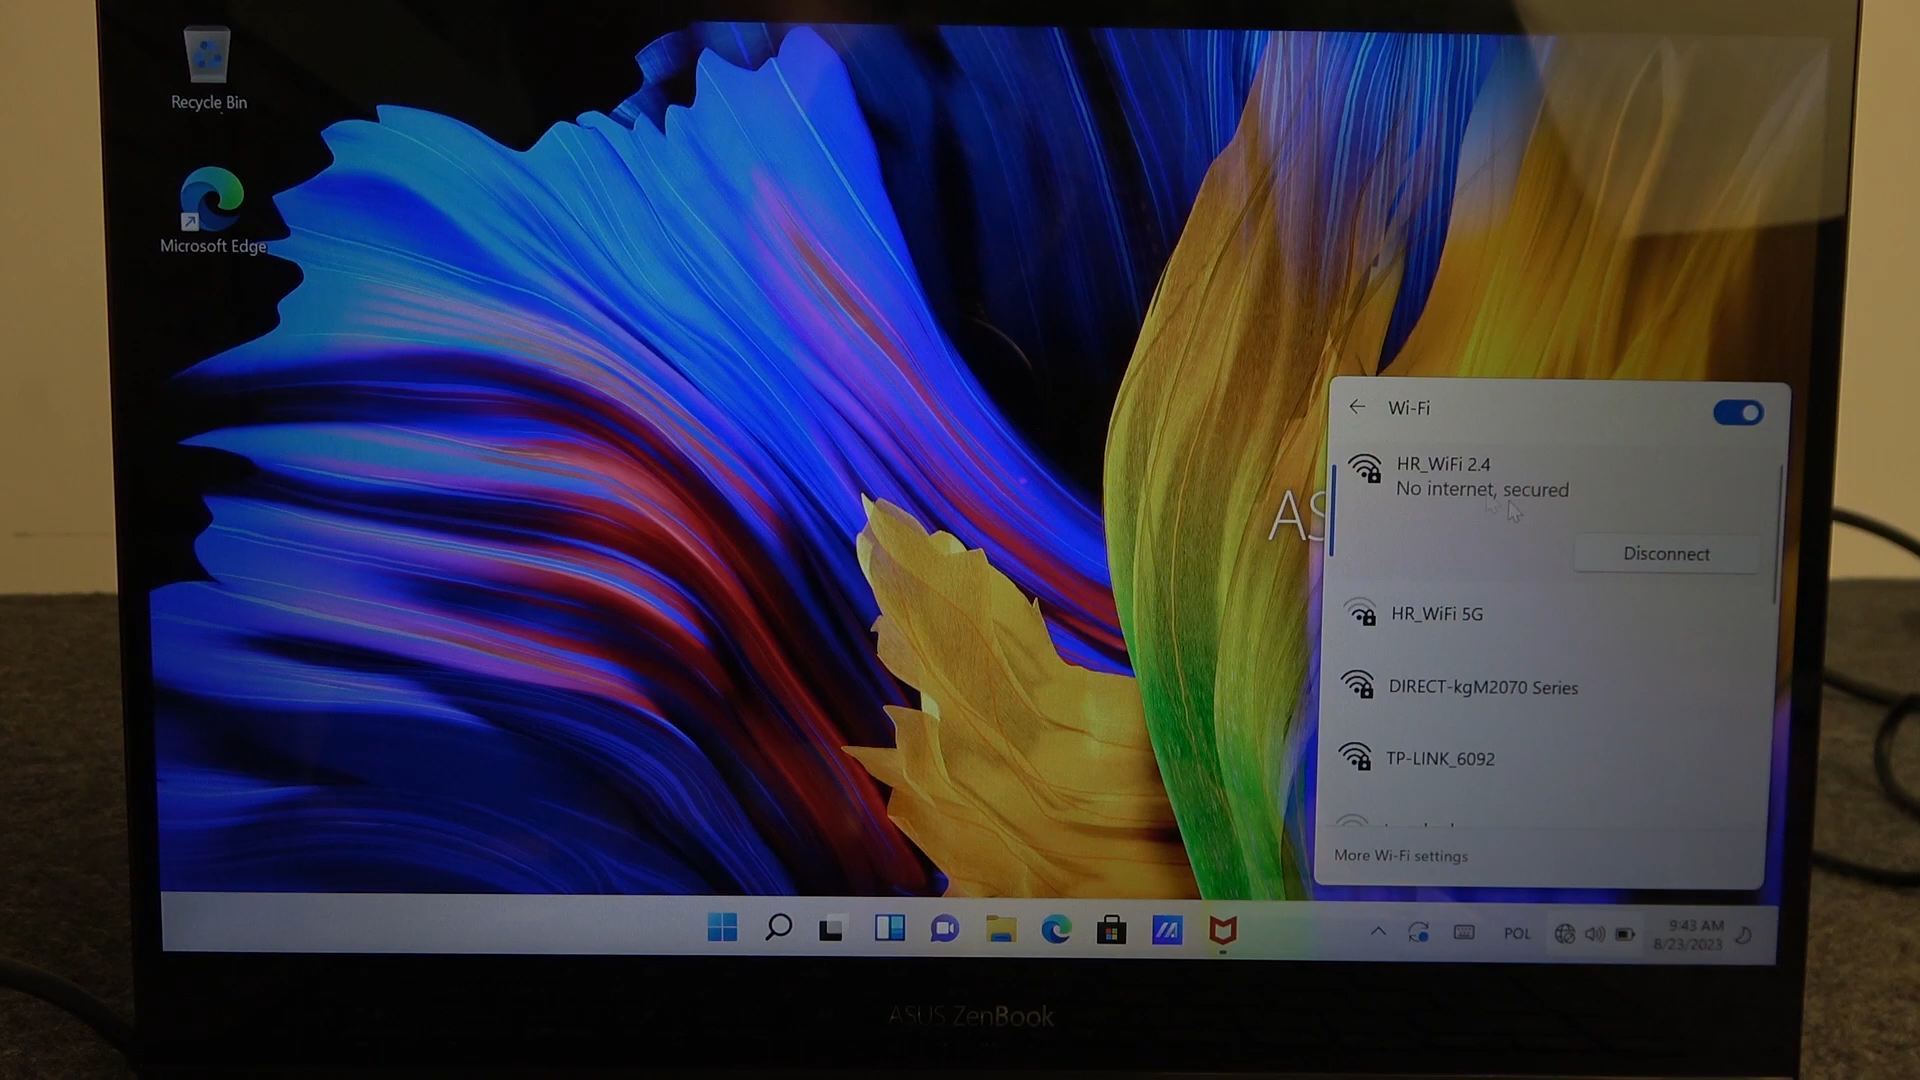 Recycle Bin
Microsoft Edge
AS
Wi-Fi
HR_WiFi 2.4
No internet, secured
Disconnect
HR_WiFi 5G
DIRECT-kgM2070 Series
TP-LINK_6092
More Wi-Fi settings
POL
9:43 AM
8/23/2023
ASUS ZenBook